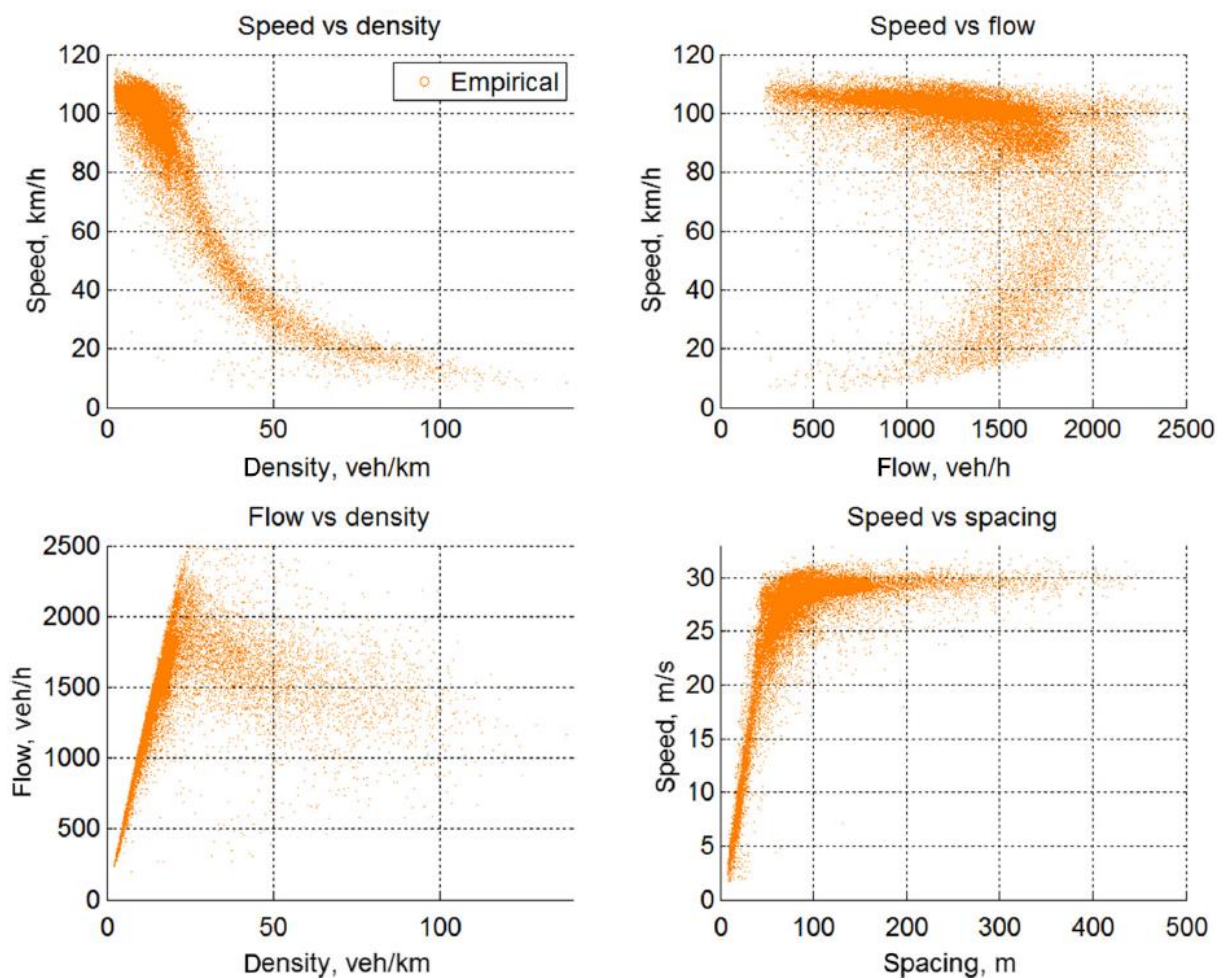 Speed vs density
120
100
80
60
40
20
0
Speed, km/h
Empirical
0 50 100
Density, veh/km
Speed vs flow
120
100
80
60
40
20
0
Speed, km/h
0 500 1000 1500 2000 2500
Flow, veh/h
Flow vs density
2500
2000
1500
1000
500
0
Flow, veh/h
0 50 100
Density, veh/km
Speed vs spacing
30
25
20
15
10
5
0
Speed, m/s
0 100 200 300 400 500
Spacing, m